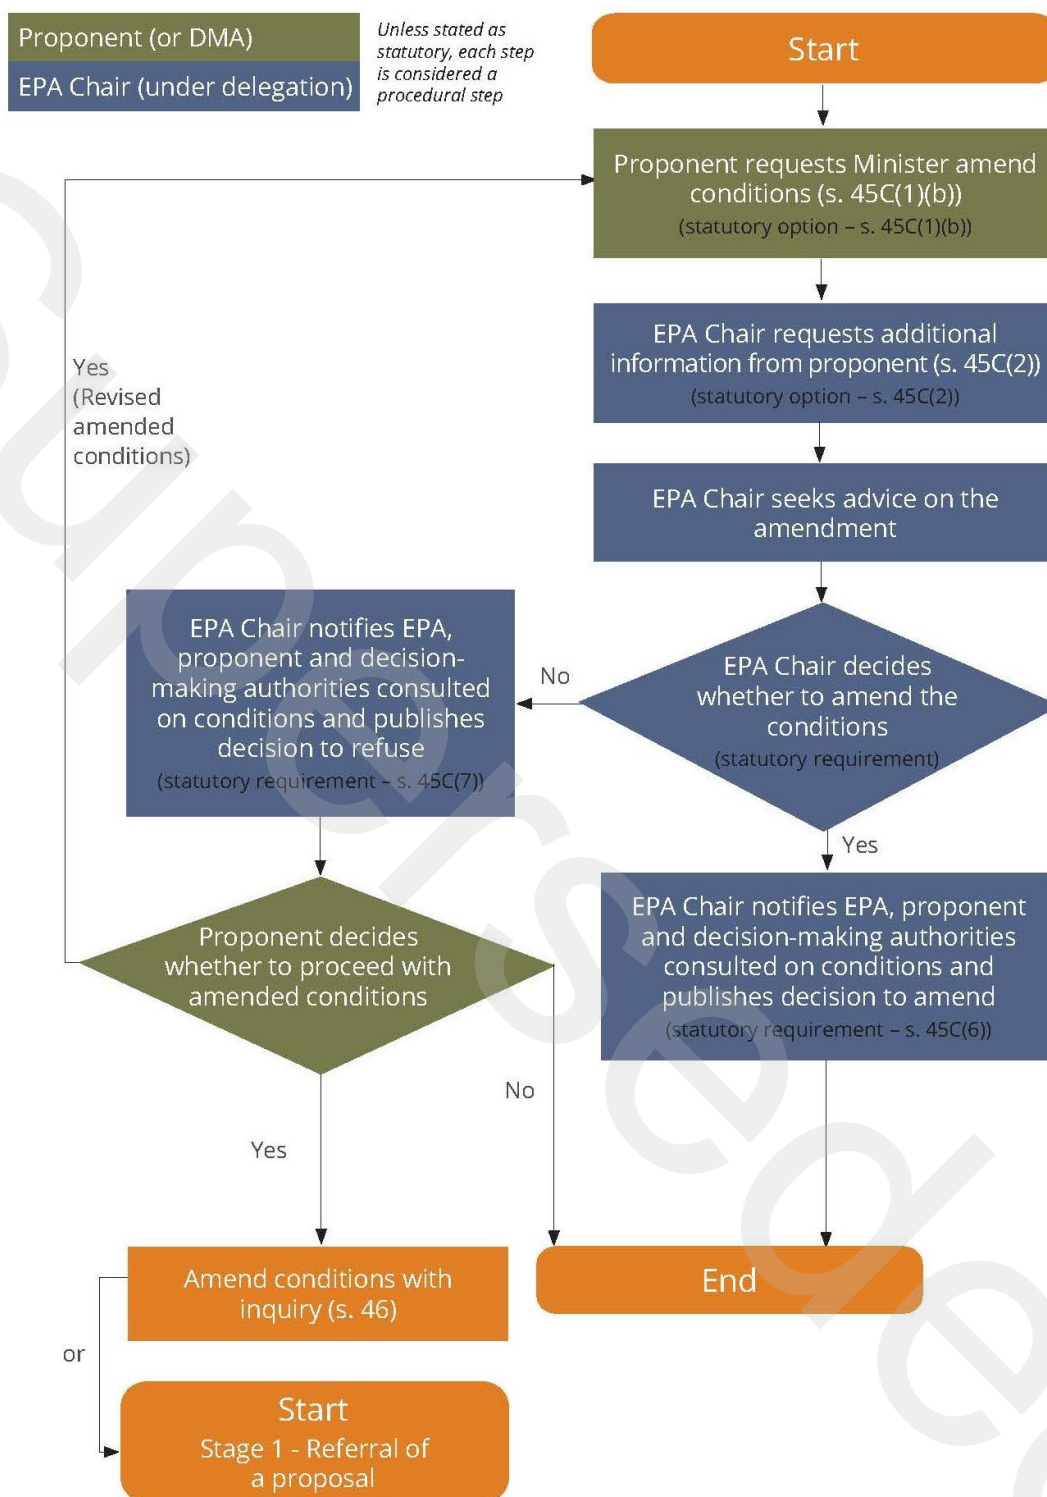 Proponent (or DMA)
EPA Chair (under delegation)
Unless stated as
statutory, each step
is considered a
procedural step
Start
Proponent requests Minister amend
conditions (s. 45C(1)(b))
(statutory option – s. 45C(1)(b))
EPA Chair requests additional
information from proponent (s. 45C(2))
(statutory option – s. 45C(2))
Yes
(Revised
amended
conditions)
EPA Chair seeks advice on the
amendment
EPA Chair decides
whether to amend the
conditions
(statutory requirement)
No
EPA Chair notifies EPA,
proponent and decision-
making authorities consulted
on conditions and publishes
decision to refuse
(statutory requirement – s. 45C(7))
Yes
EPA Chair notifies EPA, proponent
and decision-making authorities
consulted on conditions and
publishes decision to amend
(statutory requirement – s. 45C(6))
Proponent decides
whether to proceed with
amended conditions
No
Yes
Amend conditions with
inquiry (s. 46)
End
or
Start
Stage 1 - Referral of
a proposal
Superseded